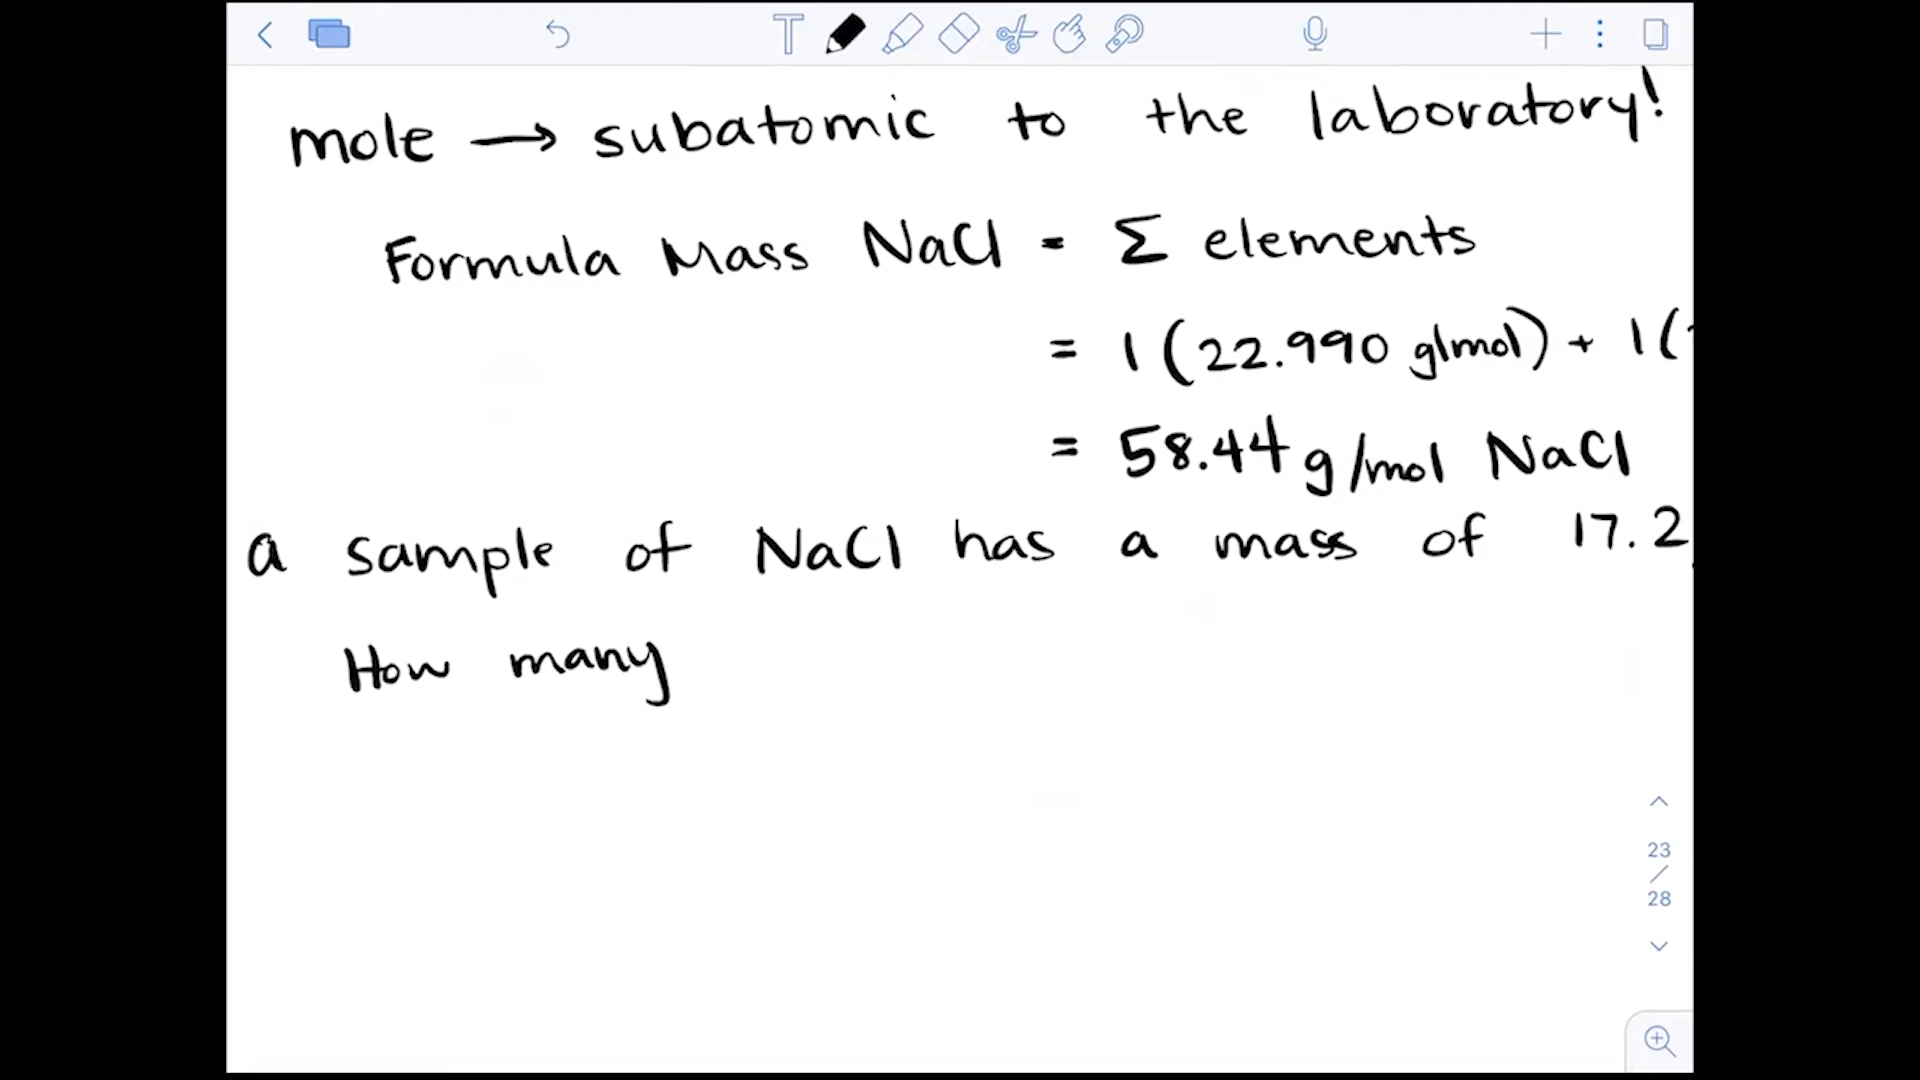 T
mole → subatomic to the laboratory!
Formula Mass NaCl = Σ elements
= 1 (22.990 g/mol) + 1(
= 58.44 g/mol NaCl
a sample of NaCl has a mass of 17.2
How many
23
/
28